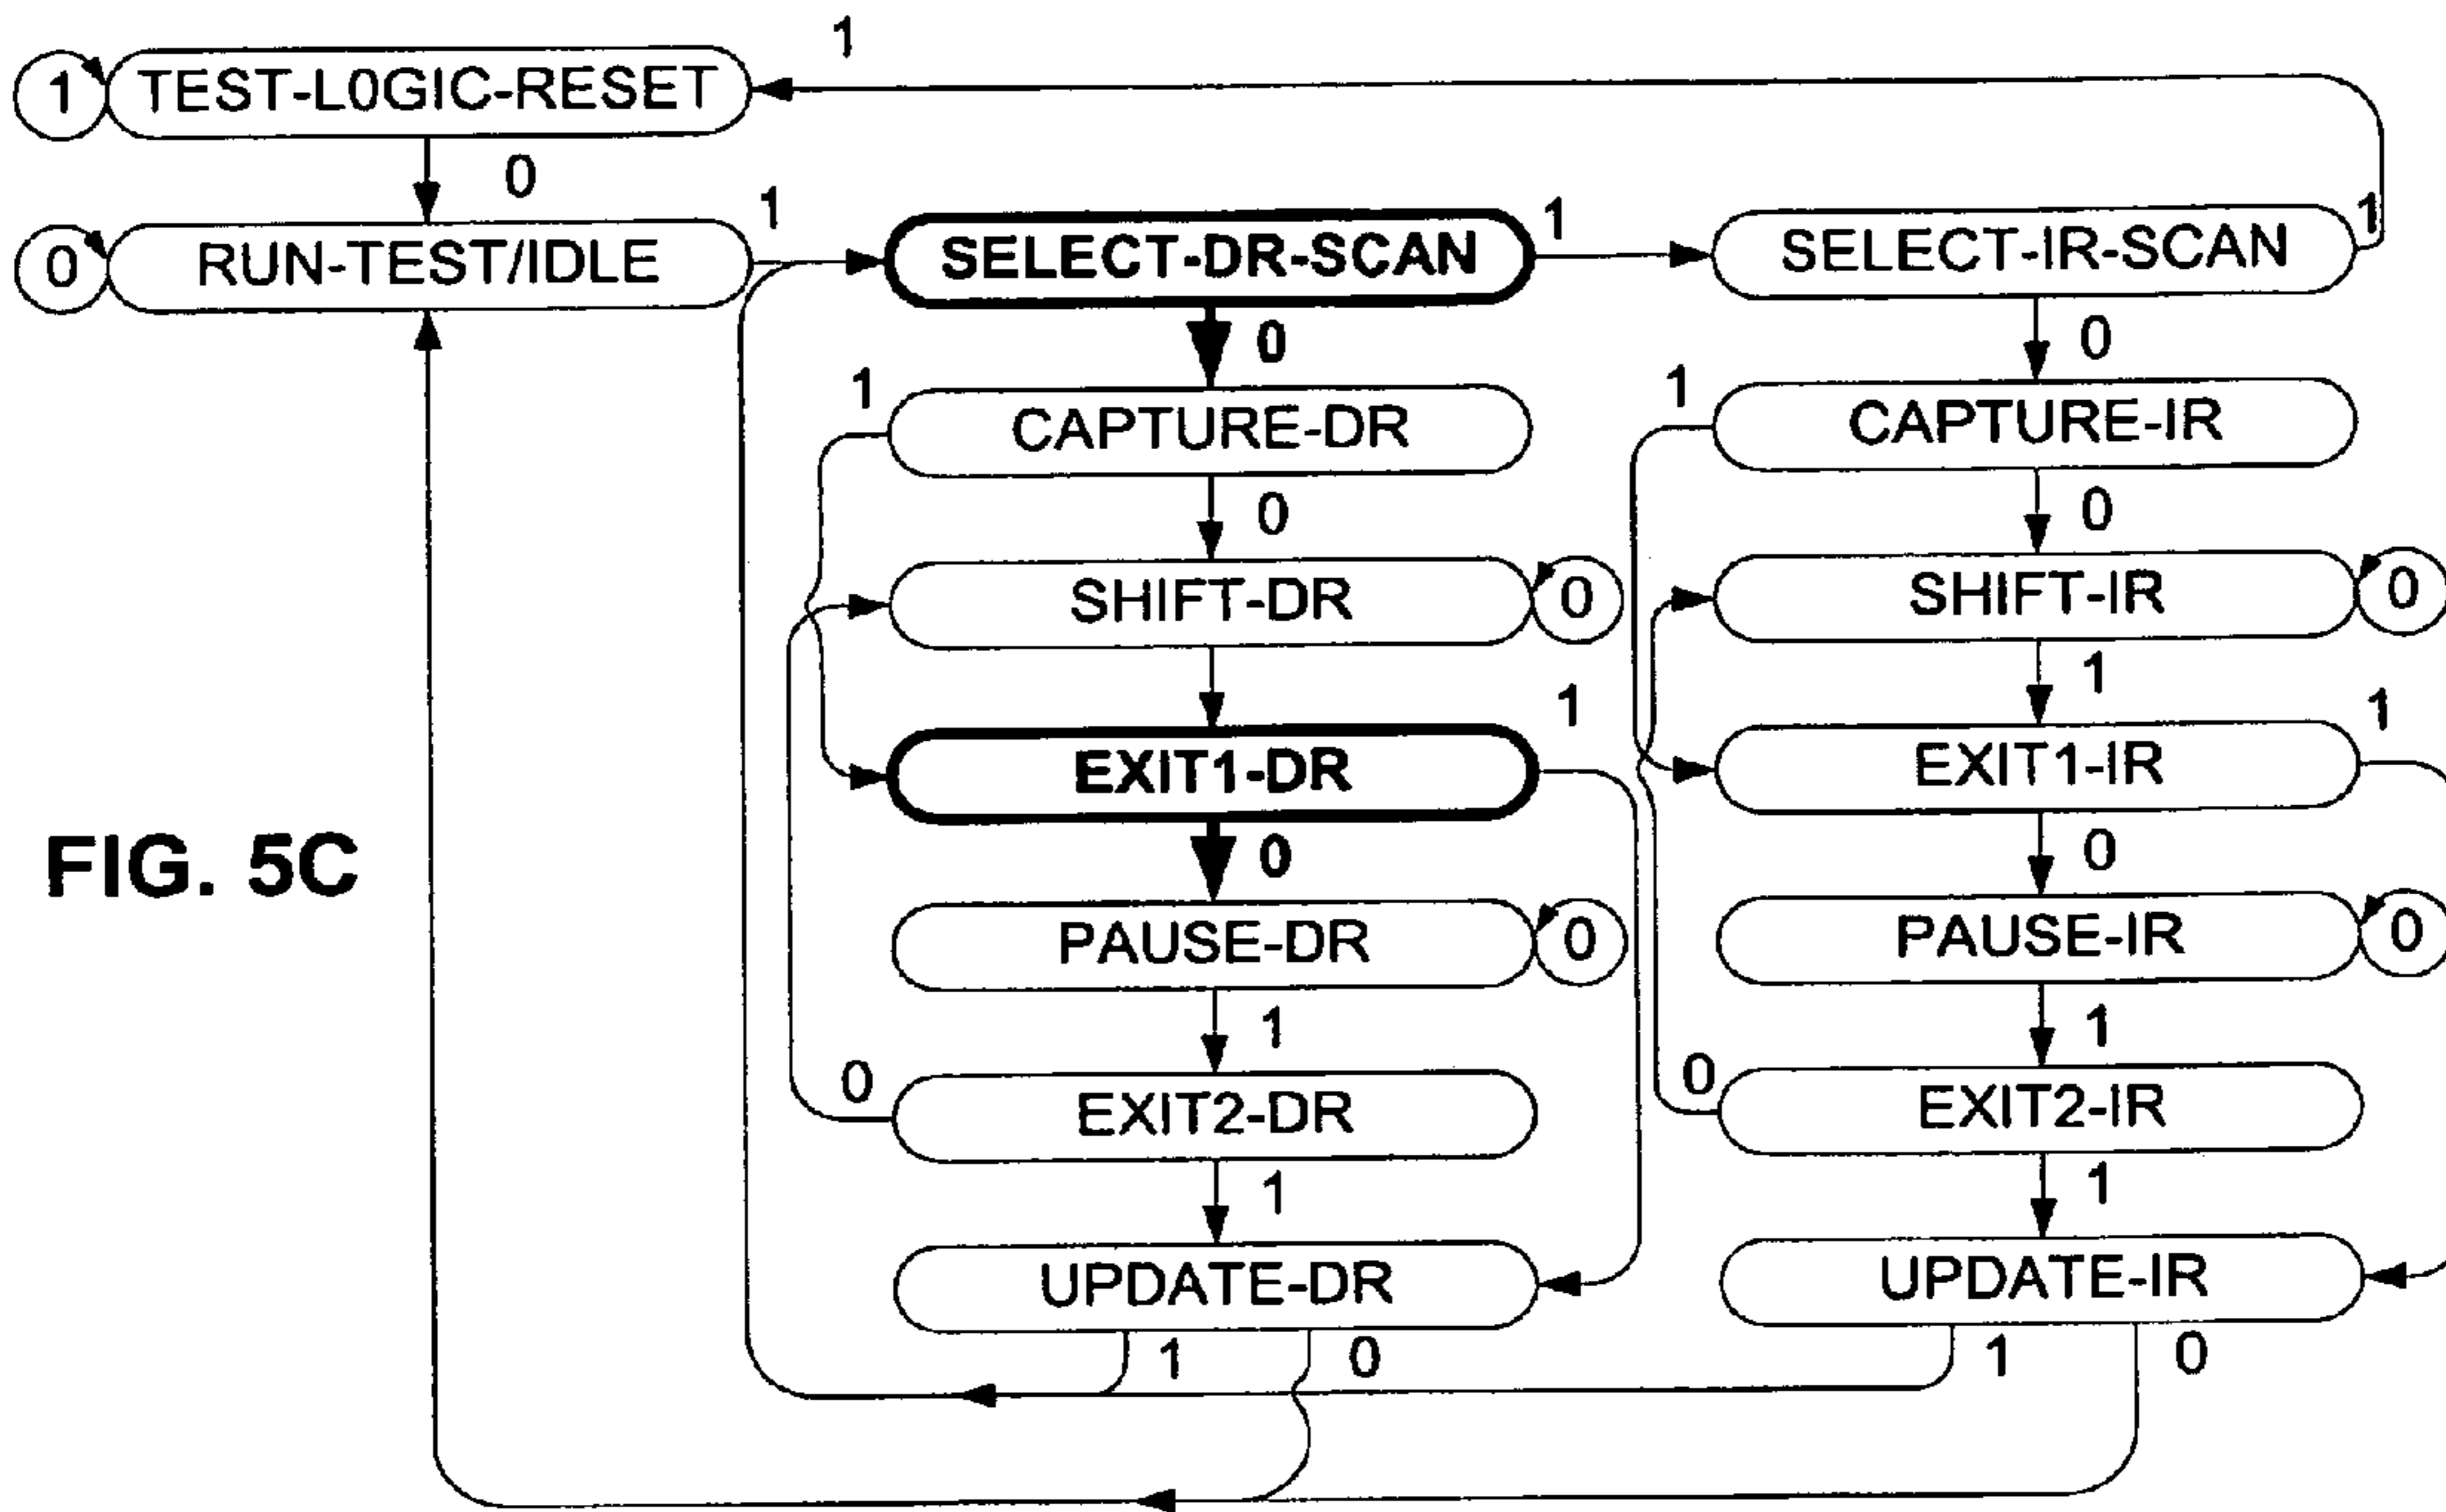 1
1 TEST-L0GIC-RESET
0
1 1 1
0 RUN-TEST/IDLE SELECT-DR-SCAN SELECT-IR-SCAN
0 0
1 1
CAPTURE-DR CAPTURE-IR
0 0
SHIFT-DR 0 SHIFT-IR 0
1
1 1
EXIT1-DR EXIT1-IR
FIG. 5C
0 0
PAUSE-DR 0 PAUSE-IR 0
1 1
0 0
EXIT2-DR EXIT2-IR
1 1
UPDATE-DR UPDATE-IR
1 0 1 0